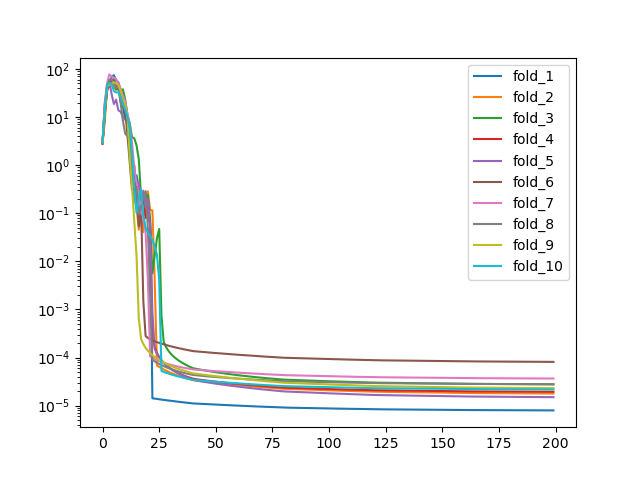 10²
10¹
10⁰
10⁻¹
10⁻²
10⁻³
10⁻⁴
10⁻⁵
0 25 50 75 100 125 150 175 200
fold_1
fold_2
fold_3
fold_4
fold_5
fold_6
fold_7
fold_8
fold_9
fold_10